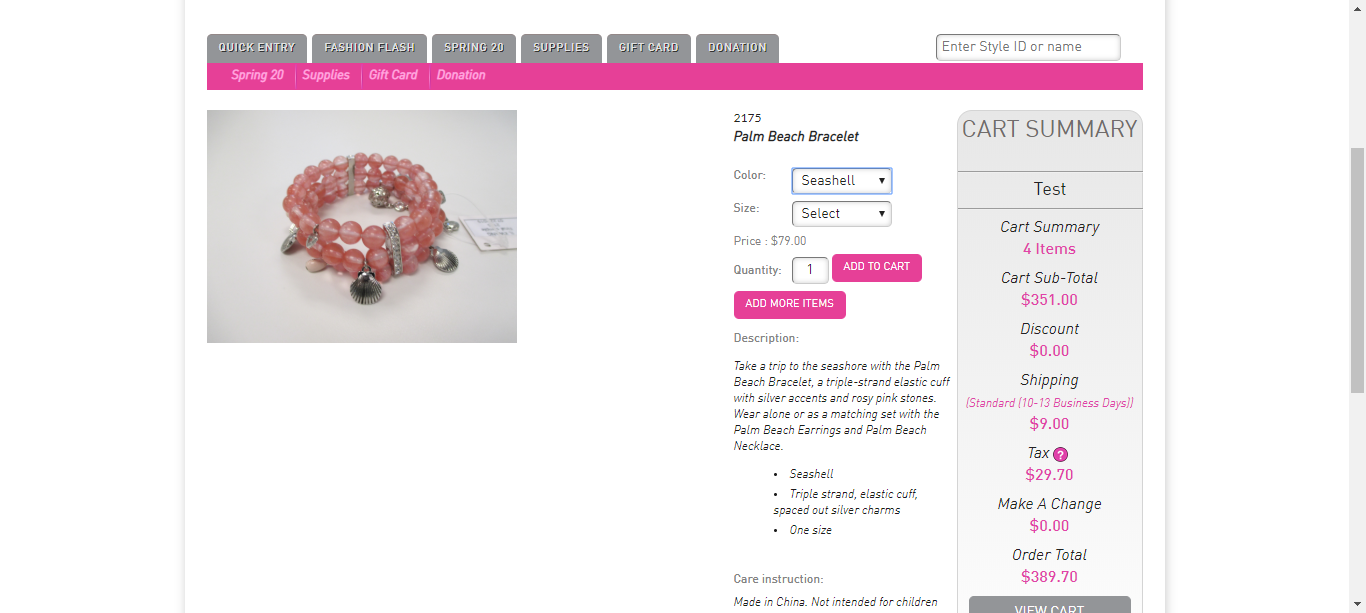 QUICK ENTRY
FASHION FLASH
SPRING 20
SUPPLIES
GIFT CARD
DONATION
Enter Style ID or name
Spring 20
Supplies
Gift Card
Donation
2175
Palm Beach Bracelet
Color:
Seashell
Size:
Select
Price : $79.00
Quantity:
1
ADD TO CART
ADD MORE ITEMS
Description:
Take a trip to the seashore with the Palm
Beach Bracelet, a triple-strand elastic cuff
with silver accents and rosy pink stones.
Wear alone or as a matching set with the
Palm Beach Earrings and Palm Beach
Necklace.
• Seashell
• Triple strand, elastic cuff,
spaced out silver charms
• One size
Care instruction:
Made in China. Not intended for children
CART SUMMARY
Test
Cart Summary
4 Items
Cart Sub-Total
$351.00
Discount
$0.00
Shipping
(Standard (10-13 Business Days))
$9.00
Tax ?
$29.70
Make A Change
$0.00
Order Total
$389.70
VIEW CART